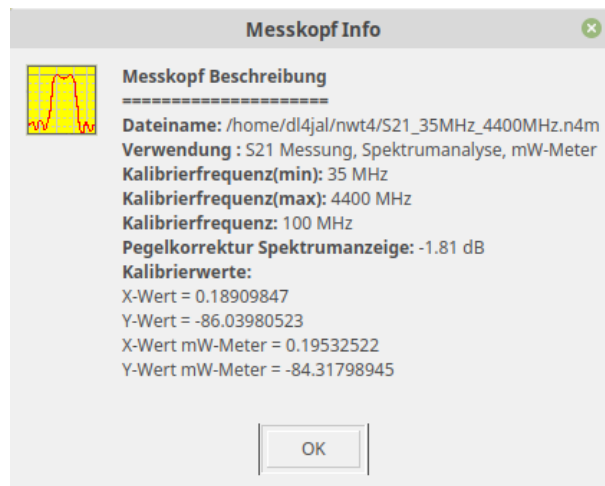 Messkopf Info
Messkopf Beschreibung
=====================
Dateiname: /home/dl4jal/nwt4/S21_35MHz_4400MHz.n4m
Verwendung : S21 Messung, Spektrumanalyse, mW-Meter
Kalibrierfrequenz(min): 35 MHz
Kalibrierfrequenz(max): 4400 MHz
Kalibrierfrequenz: 100 MHz
Pegelkorrektur Spektrumanzeige: -1.81 dB
Kalibrierwerte:
X-Wert = 0.18909847
Y-Wert = -86.03980523
X-Wert mW-Meter = 0.19532522
Y-Wert mW-Meter = -84.31798945
OK